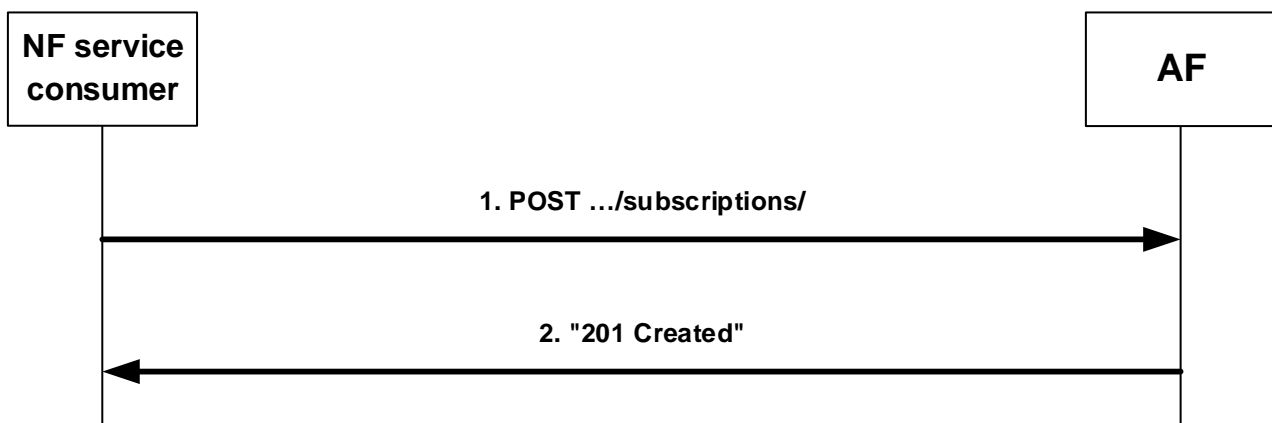 NF service
consumer
AF
1. POST …/subscriptions/
2. "201 Created"